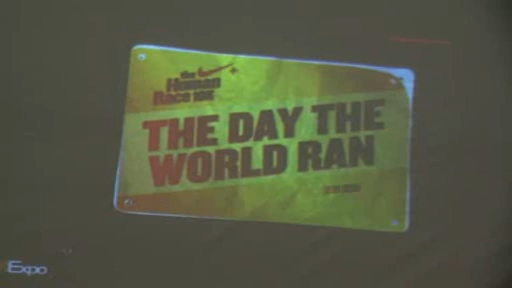 the
Human
Race 10K
THE DAY THE
WORLD RAN
Expo